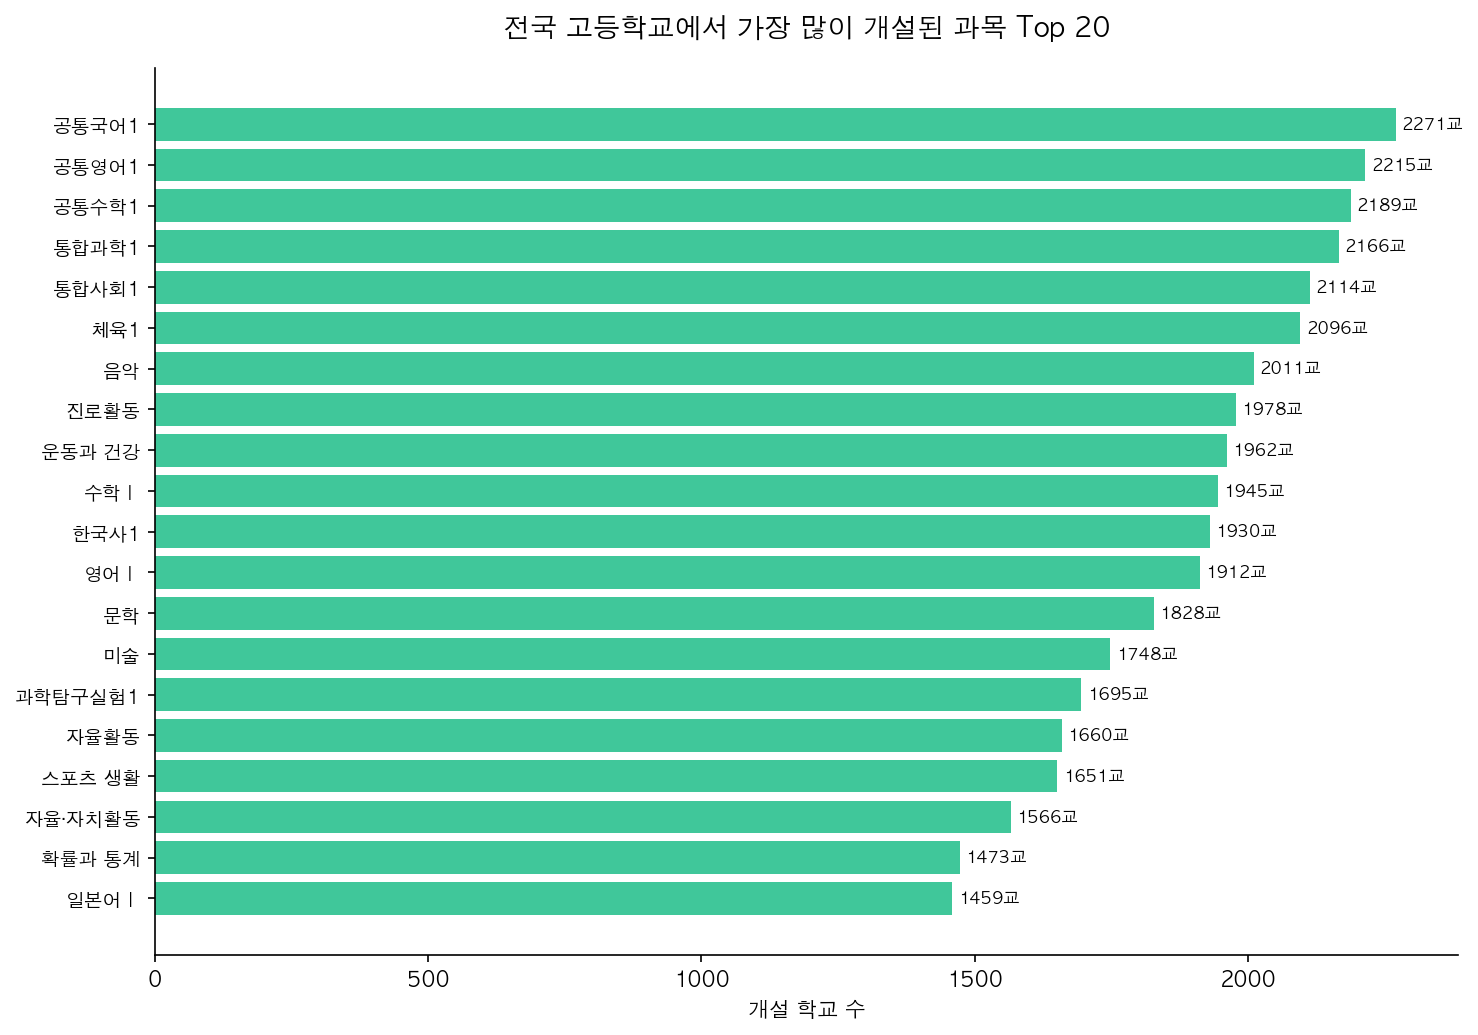 전국 고등학교에서 가장 많이 개설된 과목 Top 20
공통국어1 2271교
공통영어1 2215교
공통수학1 2189교
통합과학1 2166교
통합사회1 2114교
체육1 2096교
음악 2011교
진로활동 1978교
운동과 건강 1962교
수학Ⅰ 1945교
한국사1 1930교
영어Ⅰ 1912교
문학 1828교
미술 1748교
과학탐구실험1 1695교
자율활동 1660교
스포츠 생활 1651교
자율·자치활동 1566교
확률과 통계 1473교
일본어Ⅰ 1459교
0 500 1000 1500 2000
개설 학교 수